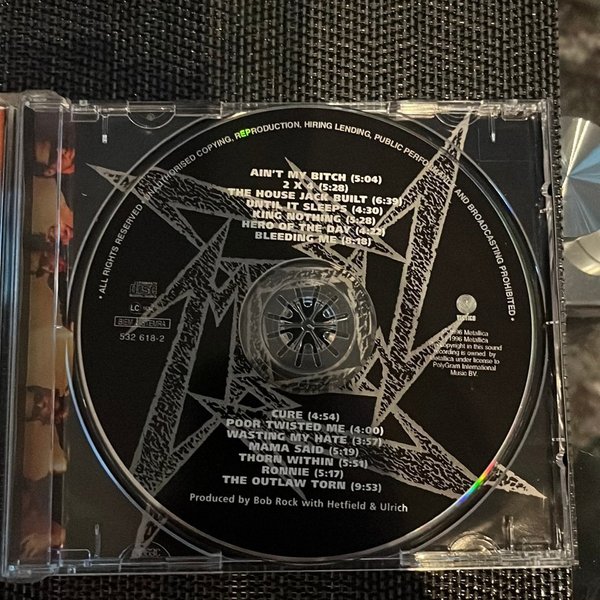 • ALL RIGHTS RESERVED UNAUTHORISED COPYING, REPRODUCTION, HIRING LENDING, PUBLIC PERFORMANCE AND BROADCASTING PROHIBITED •
AIN'T MY BITCH (5:04)
2 X (5:28)
THE HOUSE JACK BUILT (6:39)
UNTIL IT SLEEPS (4:30)
KING NOTHING (5:28)
HERO OF THE DAY (4:22)
BLEEDING ME (8:18)
LC
BIEM STEMRA
532 618-2
VERTIGO
1996 Metallica
1996 Metallica
copyright in this sound
recording is owned by
Metallica under license to
PolyGram International
Music BV.
CURE (4:54)
POOR TWISTED ME (4:00)
WASTING MY HATE (3:57)
MAMA SAID (5:19)
THORN WITHIN (5:51)
RONNIE (5:17)
THE OUTLAW TORN (9:53)
Produced by Bob Rock with Hetfield & Ulrich